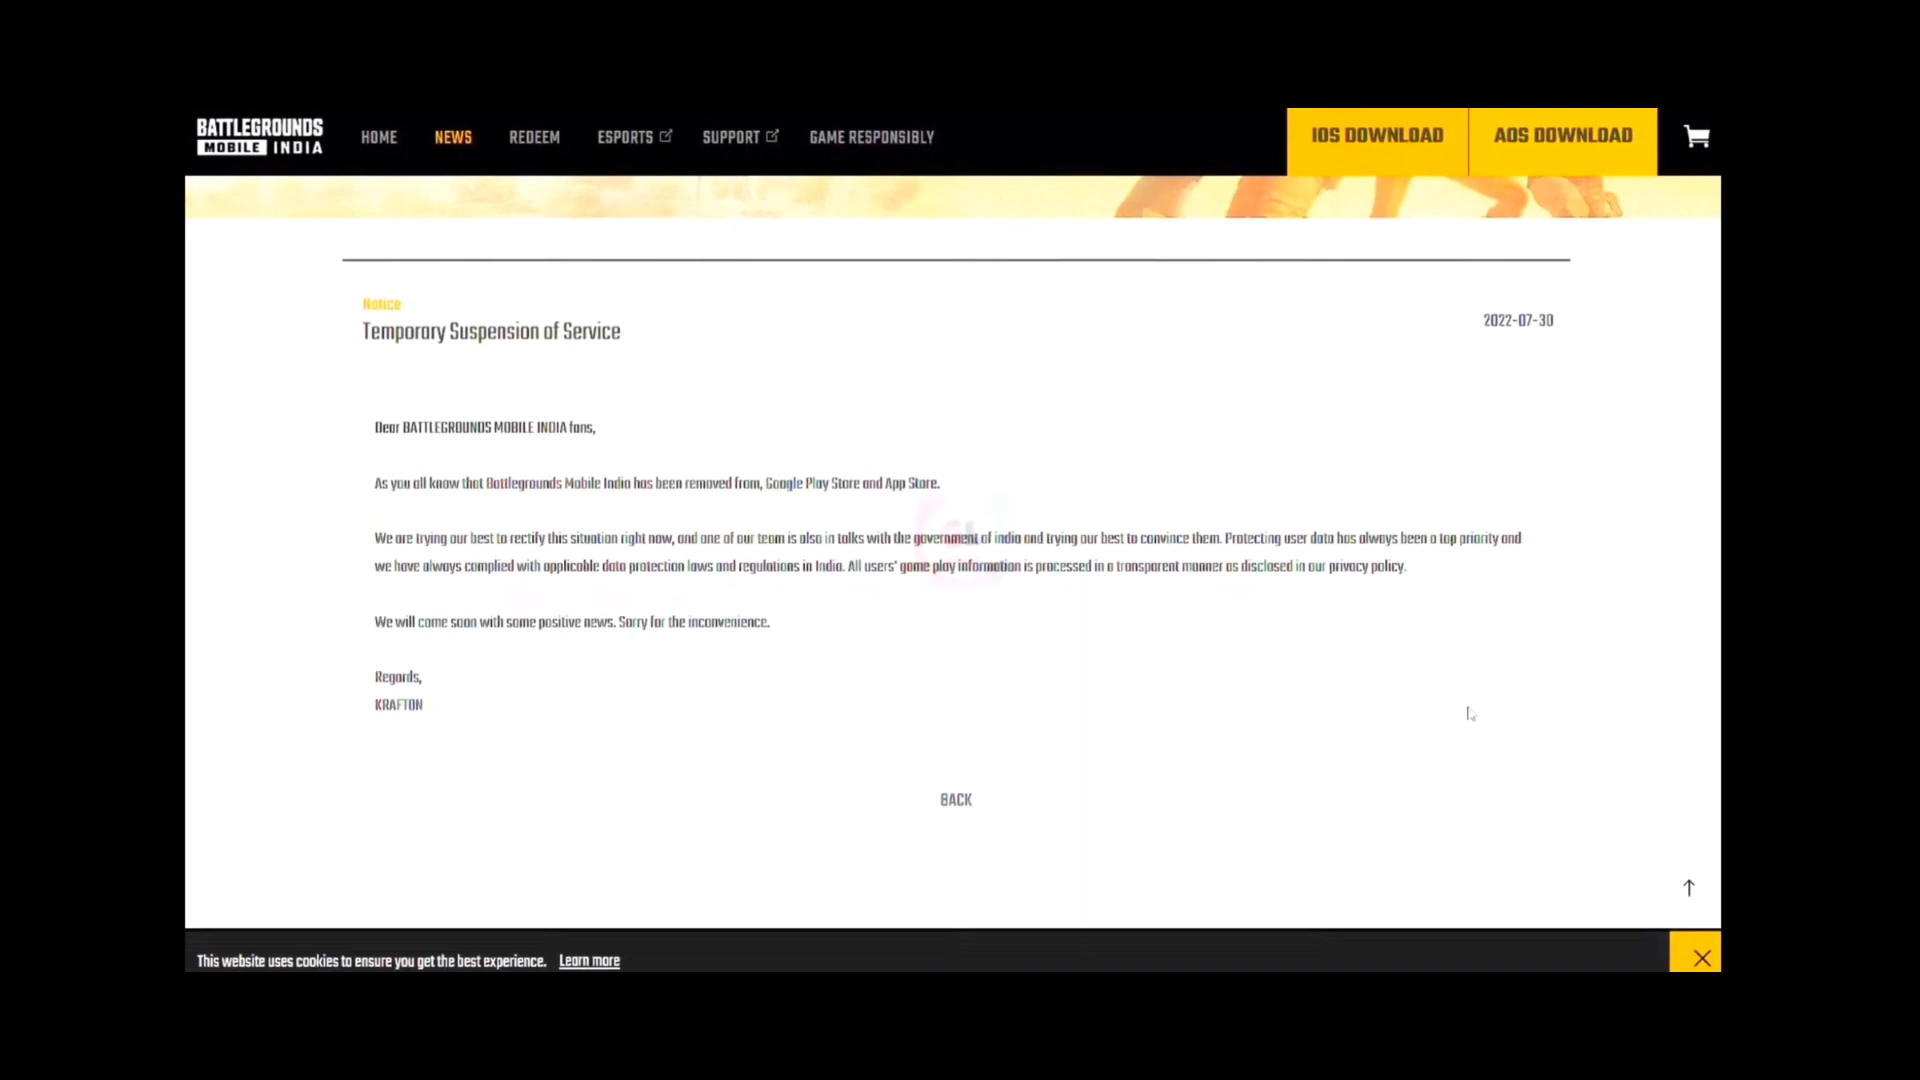 BATTLEGROUNDS
MOBILE INDIA
HOME NEWS REDEEM ESPORTS SUPPORT GAME RESPONSIBLY
IOS DOWNLOAD AOS DOWNLOAD
Notice
Temporary Suspension of Service
2022-07-30
Dear BATTLEGROUNDS MOBILE INDIA fans,
As you all know that Battlegrounds Mobile India has been removed from, Google Play Store and App Store.
We are trying our best to rectify this situation right now, and one of our team is also in talks with the government of india and trying our best to convince them. Protecting user data has always been a top priority and
we have always complied with applicable data protection laws and regulations in India. All users' game play information is processed in a transparent manner as disclosed in our privacy policy.
We will come soon with some positive news. Sorry for the inconvenience.
Regards,
KRAFTON
BACK
This website uses cookies to ensure you get the best experience. Learn more